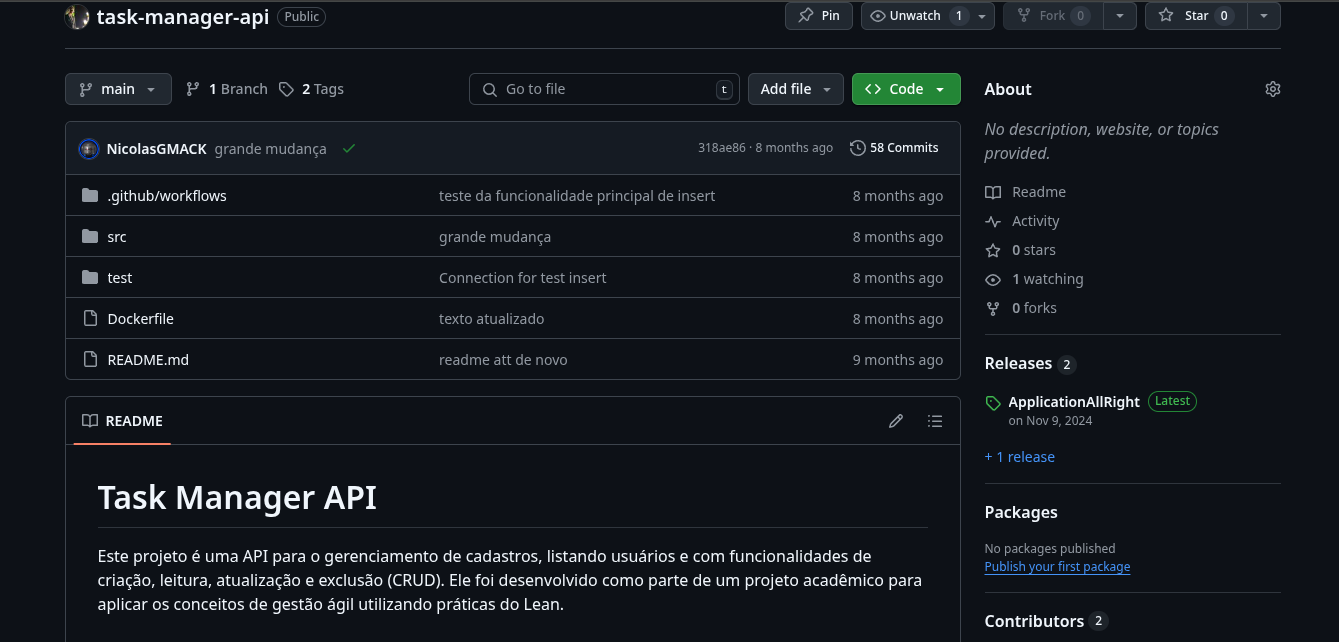 task-manager-api Public Pin Unwatch 1 Fork 0 Star 0
main 1 Branch 2 Tags Go to file t Add file Code
NicolasGMACK grande mudança 318ae86 · 8 months ago 58 Commits
.github/workflows teste da funcionalidade principal de insert 8 months ago
src grande mudança 8 months ago
test Connection for test insert 8 months ago
Dockerfile texto atualizado 8 months ago
README.md readme att de novo 9 months ago
README
Task Manager API
Este projeto é uma API para o gerenciamento de cadastros, listando usuários e com funcionalidades de
criação, leitura, atualização e exclusão (CRUD). Ele foi desenvolvido como parte de um projeto acadêmico para
aplicar os conceitos de gestão ágil utilizando práticas do Lean.
About
No description, website, or topics
provided.
Readme
Activity
0 stars
1 watching
0 forks
Releases 2
ApplicationAllRight Latest
on Nov 9, 2024
+ 1 release
Packages
No packages published
Publish your first package
Contributors 2